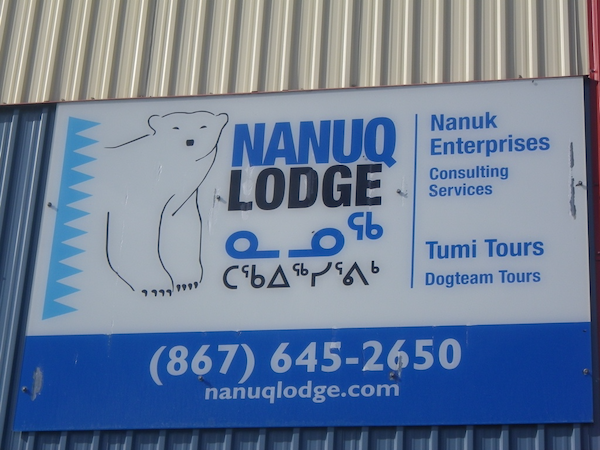 NANUQ
LODGE
ᓇᓄᖅ
ᑕᖃᐃᖅᓯᕐᕕᒃ
Nanuk
Enterprises
Consulting
Services
Tumi Tours
Dogteam Tours
(867) 645-2650
nanuqlodge.com